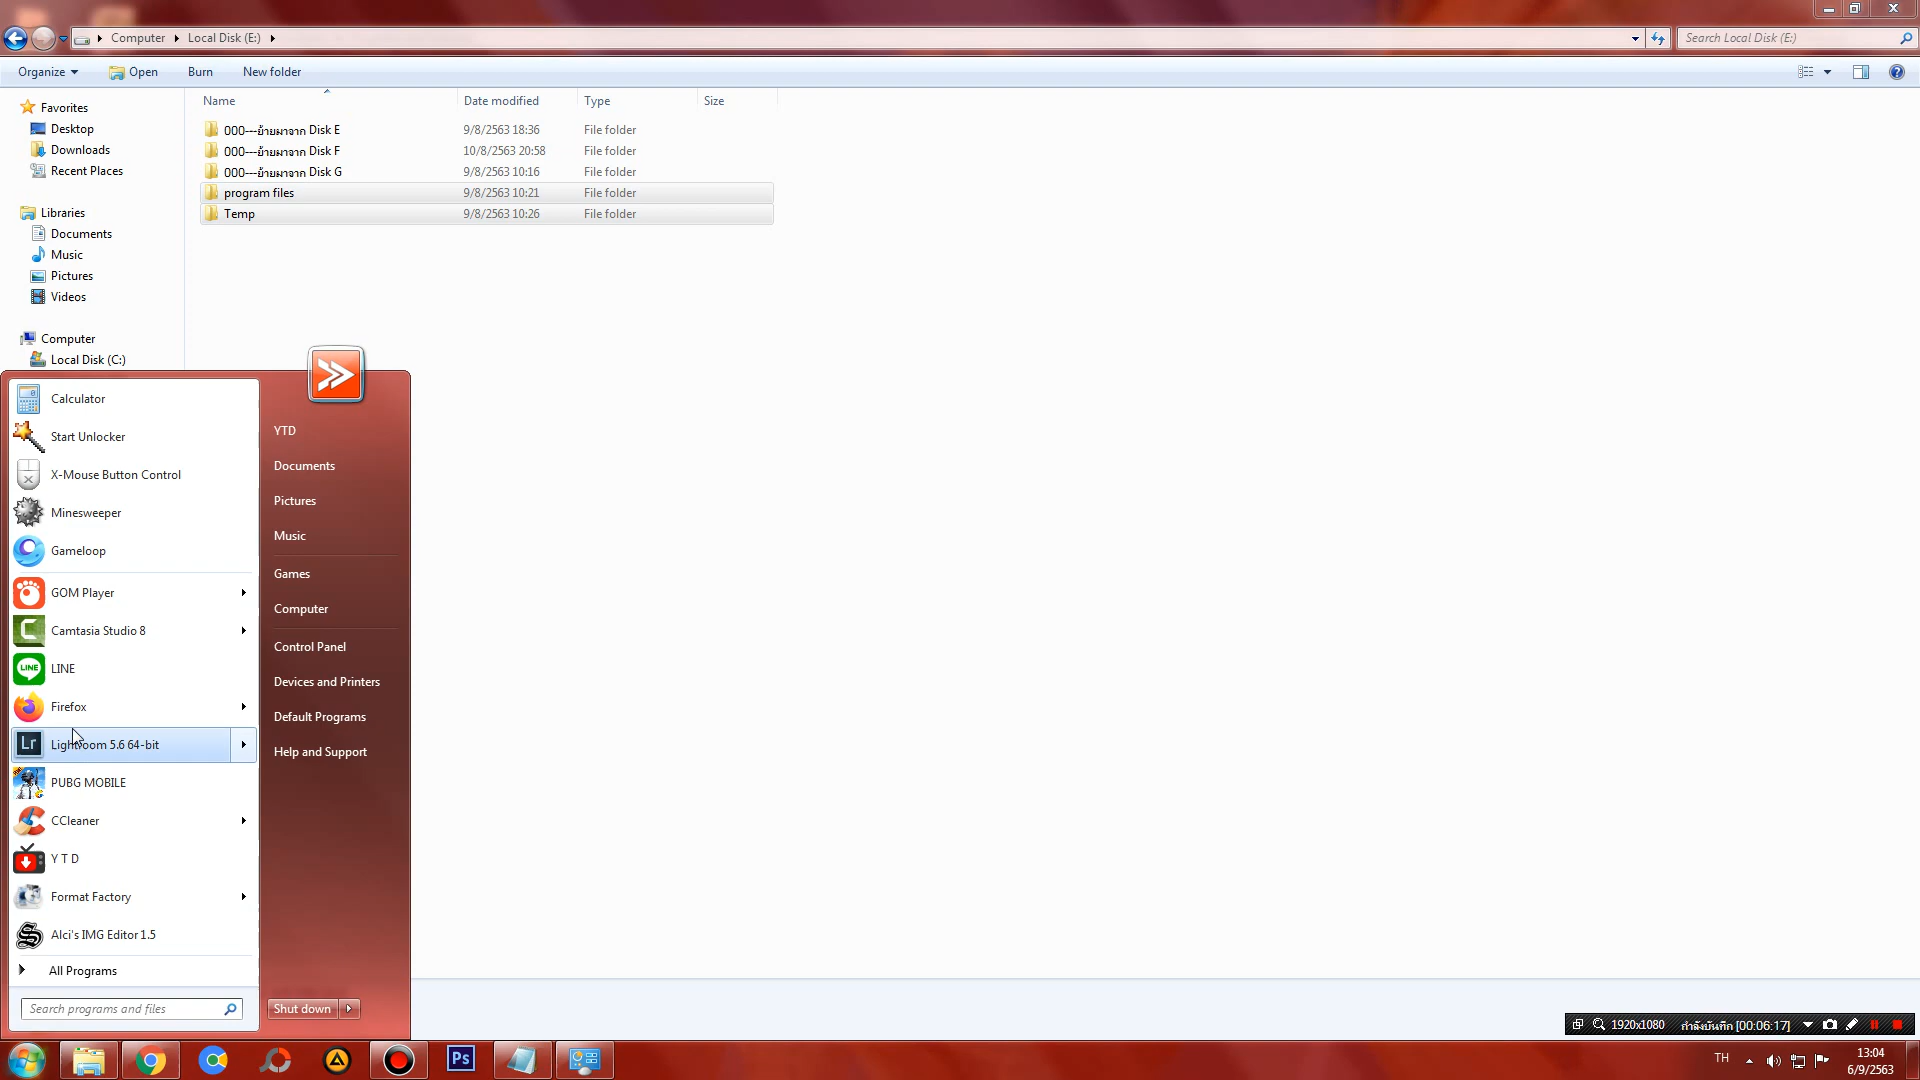 Computer
Local Disk (E:)
Search Local Disk (E:)
Organize
Open
Burn
New folder
Name
Date modified
Type
Size
Favorites
Desktop
Downloads
Recent Places
Libraries
Documents
Music
Pictures
Videos
Computer
Local Disk (C:)
000---ย้ายมาจาก Disk E 9/8/2563 18:36 File folder
000---ย้ายมาจาก Disk F 10/8/2563 20:58 File folder
000---ย้ายมาจาก Disk G 9/8/2563 10:16 File folder
program files 9/8/2563 10:21 File folder
Temp 9/8/2563 10:26 File folder
Calculator
Start Unlocker
X-Mouse Button Control
Minesweeper
Gameloop
GOM Player
Camtasia Studio 8
LINE
LINE
Firefox
Lr
Lightroom 5.6 64-bit
PUBG MOBILE
CCleaner
Y T D
Format Factory
Alci's IMG Editor 1.5
All Programs
Search programs and files
YTD
Documents
Pictures
Music
Games
Computer
Control Panel
Devices and Printers
Default Programs
Help and Support
Shut down
1920x1080 กำลังบันทึก [00:06:17]
Ps
TH
13:04
6/9/2563